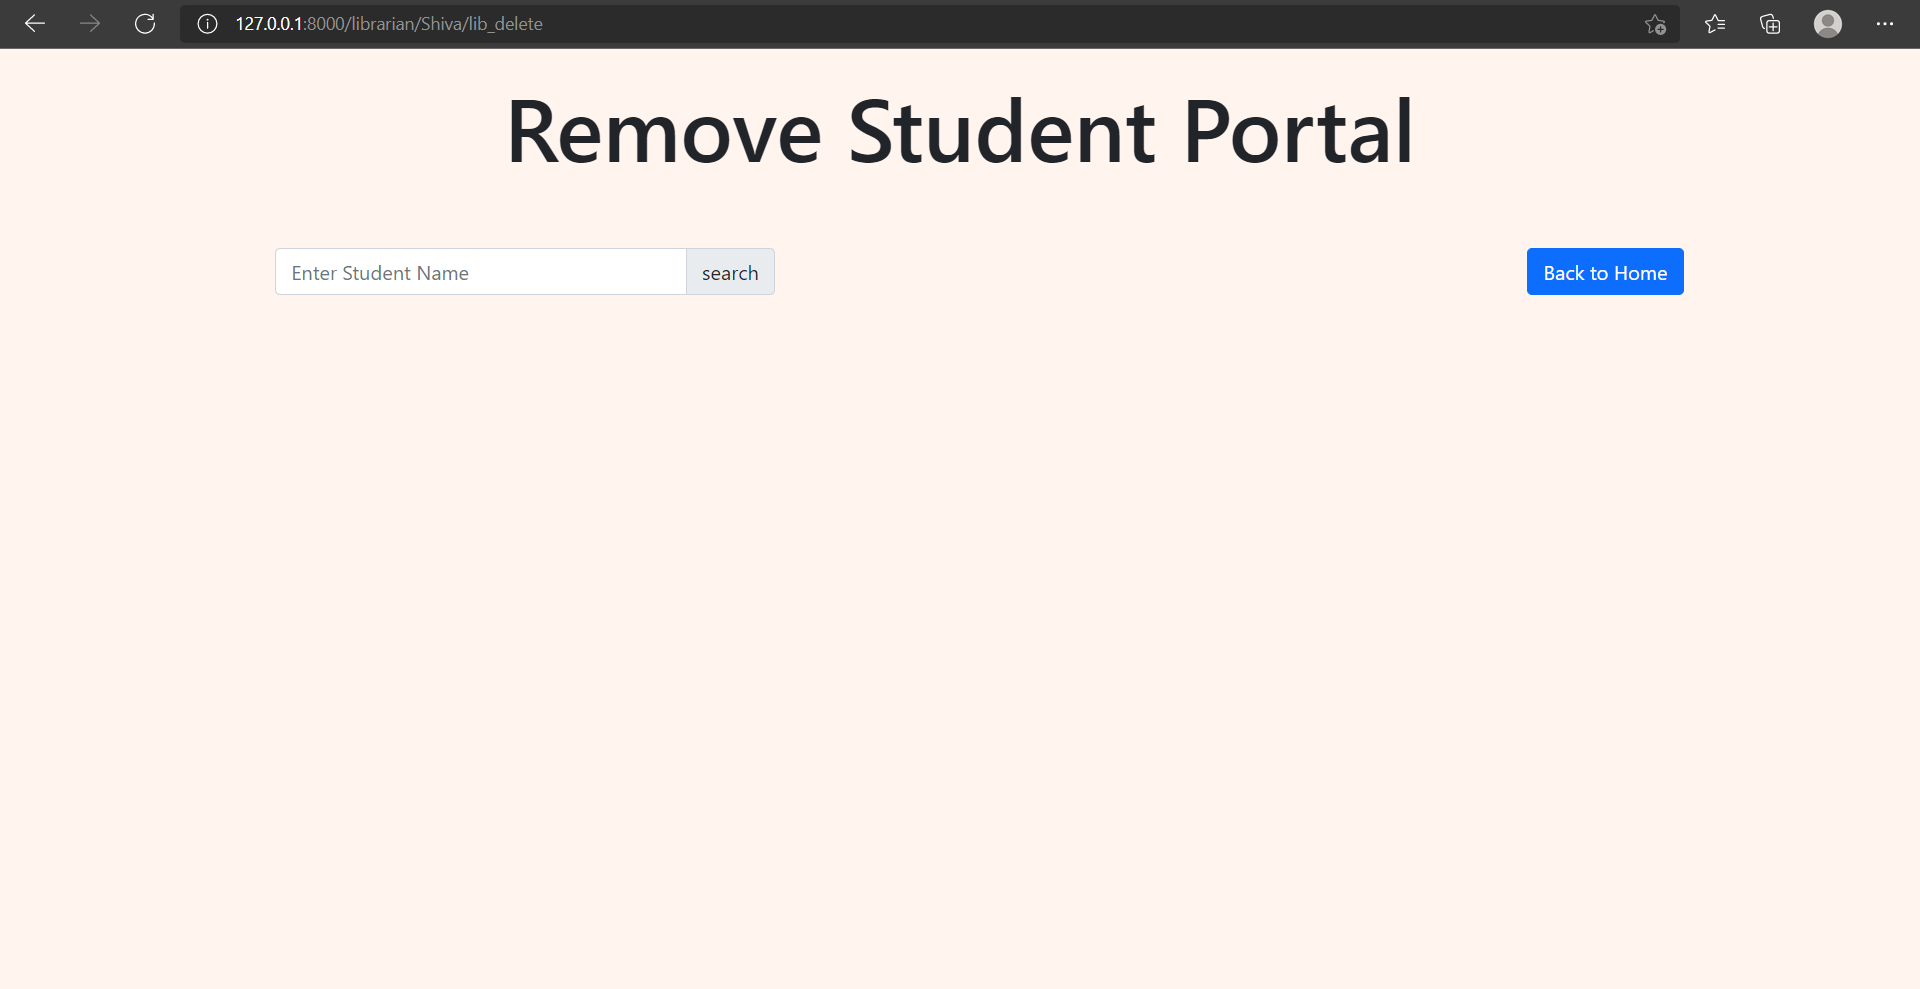 127.0.0.1:8000/librarian/Shiva/lib_delete
Remove Student Portal
Enter Student Name search Back to Home